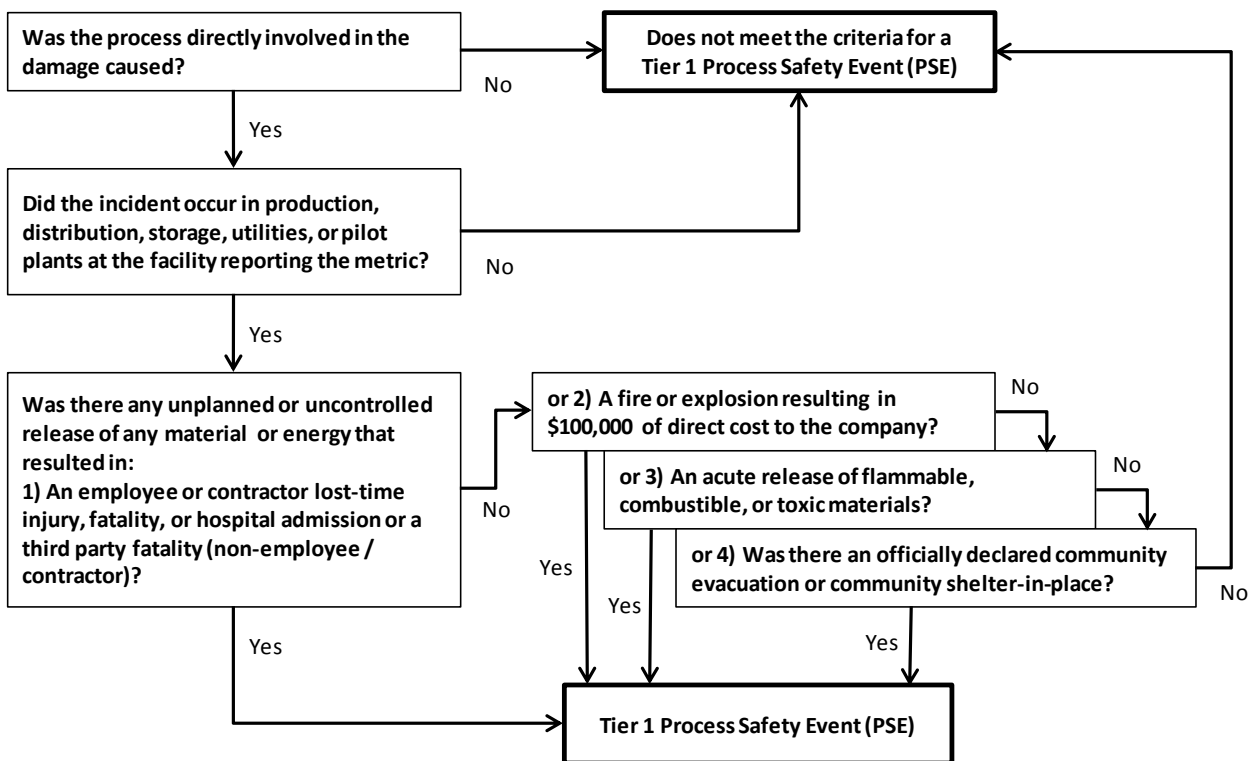 Was the process directly involved in the
damage caused?
No
Does not meet the criteria for a
Tier 1 Process Safety Event (PSE)
Yes
Did the incident occur in production,
distribution, storage, utilities, or pilot
plants at the facility reporting the metric?
No
Yes
Was there any unplanned or uncontrolled
release of any material or energy that
resulted in:
1) An employee or contractor lost-time
injury, fatality, or hospital admission or a
third party fatality (non-employee /
contractor)?
No
or 2) A fire or explosion resulting in
$100,000 of direct cost to the company?
No
or 3) An acute release of flammable,
combustible, or toxic materials?
No
or 4) Was there an officially declared community
evacuation or community shelter-in-place?
No
Yes
Yes
Yes
Yes
Tier 1 Process Safety Event (PSE)